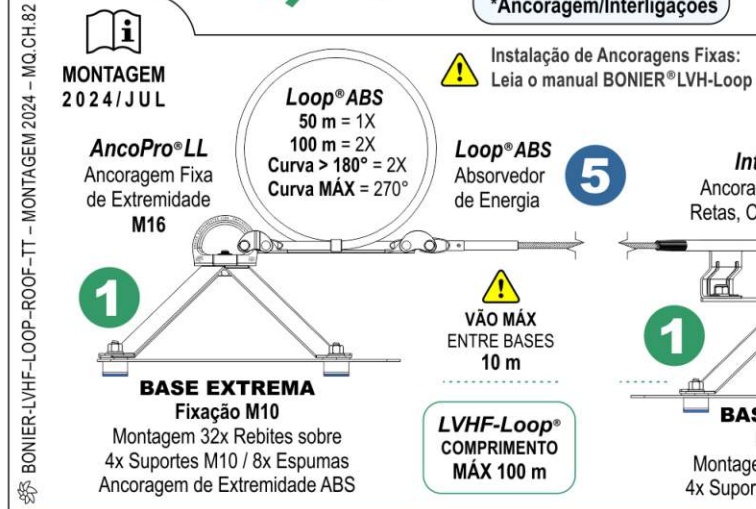 BONIER-LVHF-LOOP-ROOF-TT – MONTAGEM 2024 – MQ.CH.82
*Ancoragem/Interligações
MONTAGEM
2024/JUL
Instalação de Ancoragens Fixas:
Leia o manual BONIER®LVH-Loop
Loop®ABS
50 m = 1X
100 m = 2X
Curva > 180° = 2X
Curva MÁX = 270°
AncoPro®LL
Ancoragem Fixa
de Extremidade
M16
Loop®ABS
Absorvedor
de Energia
5
Retas, C
1
VÃO MÁX
ENTRE BASES
10 m
1
BASE EXTREMA
Fixação M10
Montagem 32x Rebites sobre
4x Suportes M10 / 8x Espumas
Ancoragem de Extremidade ABS
LVHF-Loop®
COMPRIMENTO
MÁX 100 m
4x